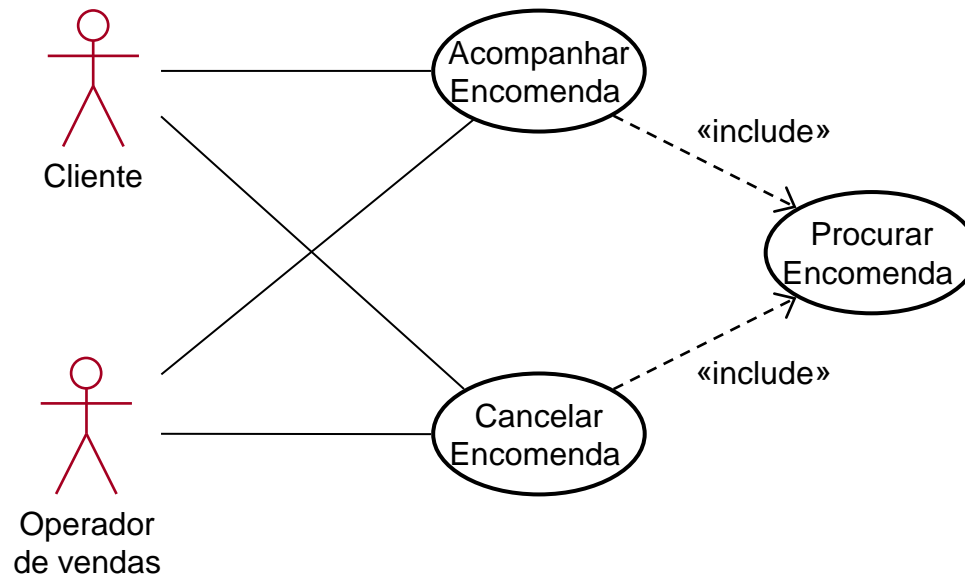 Acompanhar
Encomenda
«include»
Cliente
Procurar
Encomenda
«include»
Cancelar
Encomenda
Operador
de vendas